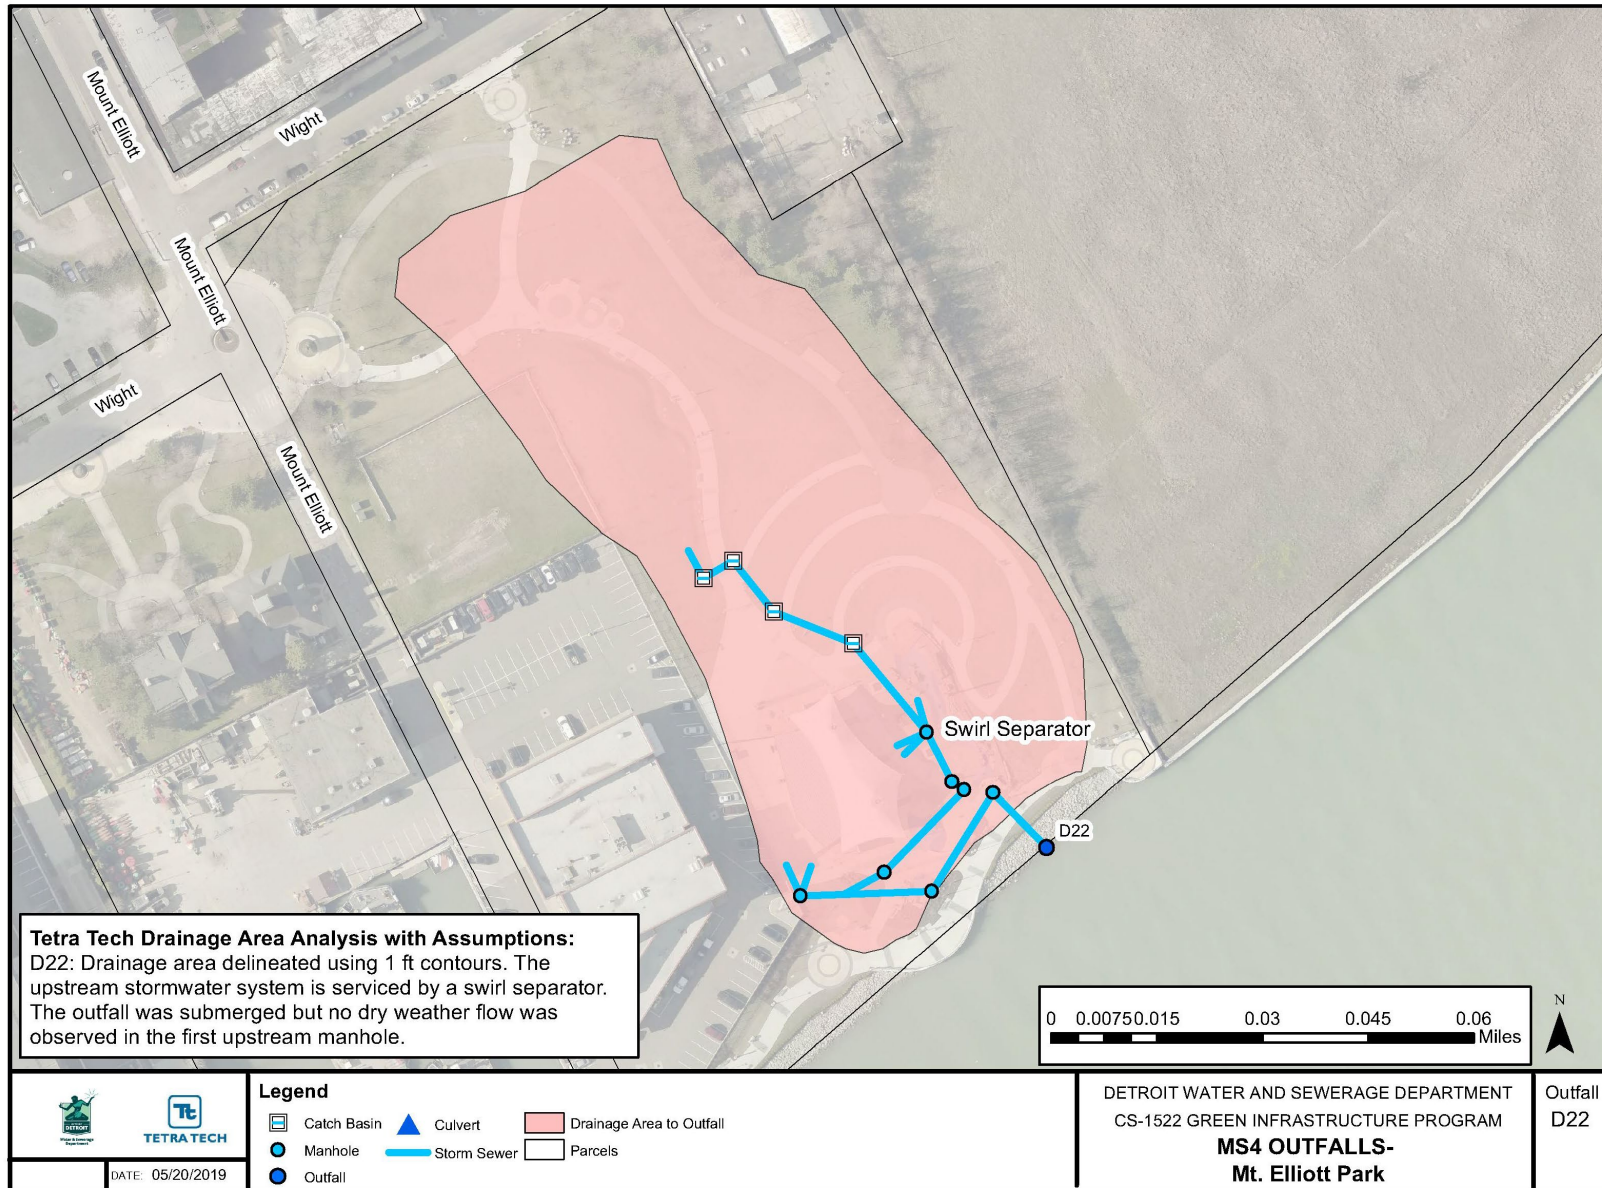 Mount Elliott
Wight
Mount Elliott
Wight
Mount Elliott
Swirl Separator
D22
Tetra Tech Drainage Area Analysis with Assumptions:
D22: Drainage area delineated using 1 ft contours. The
upstream stormwater system is serviced by a swirl separator.
The outfall was submerged but no dry weather flow was
observed in the first upstream manhole.
0 0.0075 0.015 0.03 0.045 0.06
Miles
N
DETROIT
Water & Sewerage
Department
Tt
TETRA TECH
DATE: 05/20/2019
Legend
Catch Basin
Manhole
Outfall
Culvert
Storm Sewer
Drainage Area to Outfall
Parcels
DETROIT WATER AND SEWERAGE DEPARTMENT
CS-1522 GREEN INFRASTRUCTURE PROGRAM
MS4 OUTFALLS-
Mt. Elliott Park
Outfall
D22